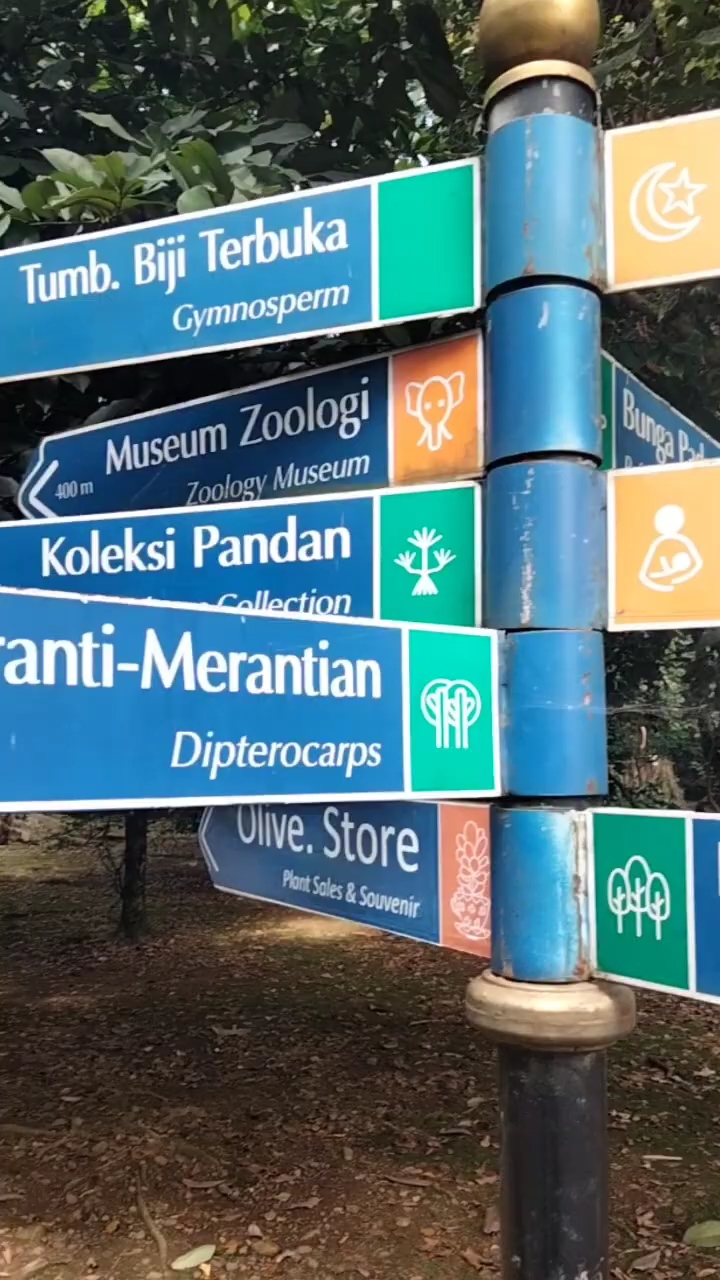 Tumb. Biji Terbuka
Gymnosperm
Museum Zoologi
400 m
Zoology Museum
Bunga
Koleksi Pandan
Collection
ranti-Merantian
Dipterocarps
Olive. Store
Plant Sales & Souvenir